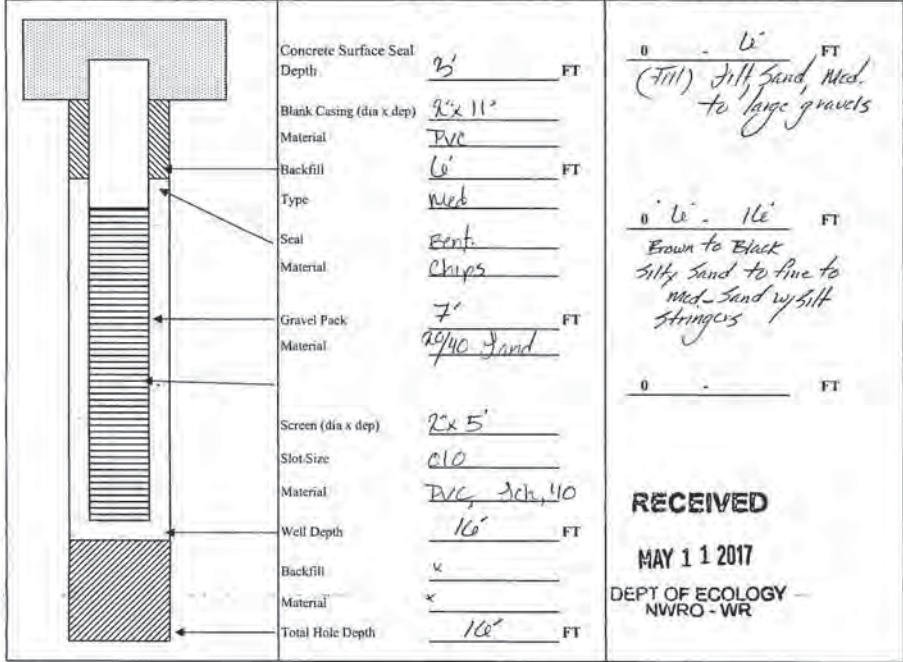 Concrete Surface Seal
Depth 3' FT
Blank Casing (dia x dep) 2"x 11'
Material PVC
Backfill 6' FT
Type Med
Seal Bent.
Material Chips
Gravel Pack 7' FT
Material 20/40 Sand
Screen (dia x dep) 2"x 5'
Slot Size 010
Material PVC, Sch, 40
Well Depth 16' FT
Backfill x
Material x
Total Hole Depth 16' FT
0 - 6' FT
(Fill) Silt, Sand, Med.
to large gravels
0 6' - 16' FT
Brown to Black
Silty Sand to fine to
med-Sand w/silt
Stringers
0 - FT
RECEIVED
MAY 11 2017
DEPT OF ECOLOGY
NWRO - WR